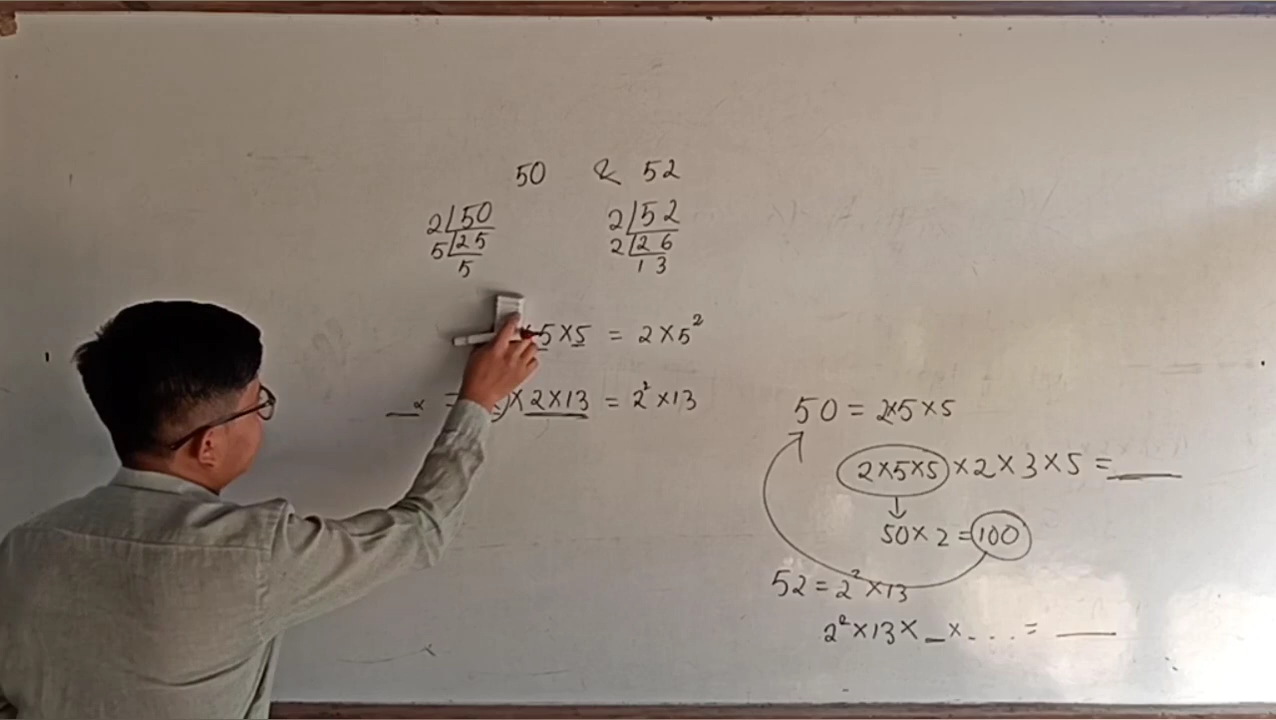 50 & 52
2 50 2 52
5 25 2 26
5 13
5 × 5 = 2 × 5²
= × 2 × 13 = 2² × 13
50 = 2×5×5
2×5×5 × 2 × 3 × 5 = ___
50 × 2 = 100
52 = 2² × 13
2² × 13 × _ × . . . . = ___